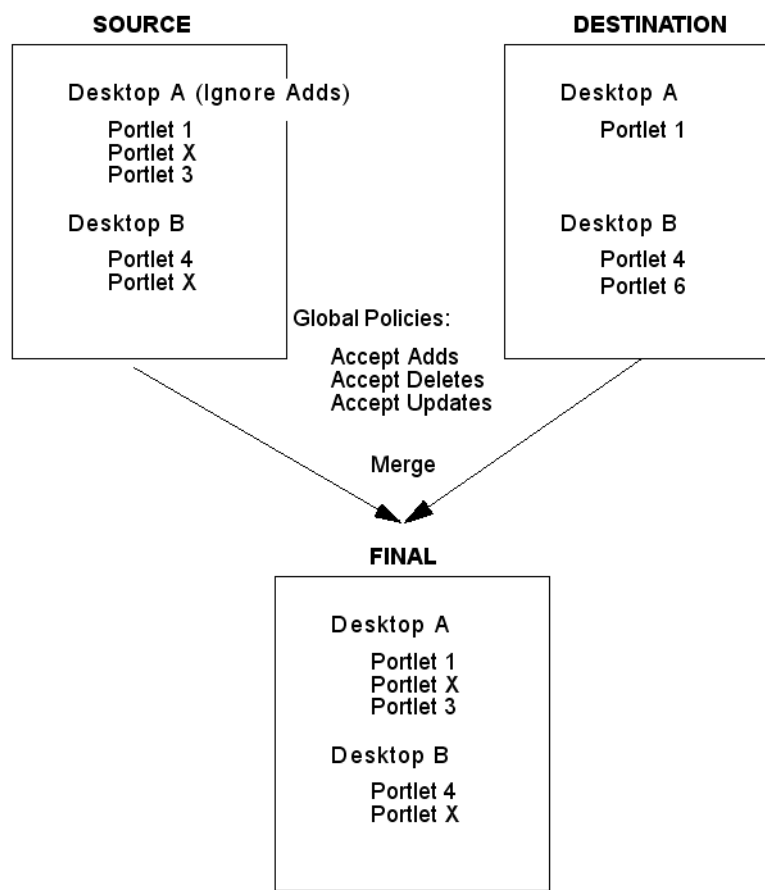 SOURCE
Desktop A (Ignore Adds)
Portlet 1
Portlet X
Portlet 3
Desktop B
Portlet 4
Portlet X
DESTINATION
Desktop A
Portlet 1
Desktop B
Portlet 4
Portlet 6
Global Policies:
Accept Adds
Accept Deletes
Accept Updates
Merge
FINAL
Desktop A
Portlet 1
Portlet X
Portlet 3
Desktop B
Portlet 4
Portlet X